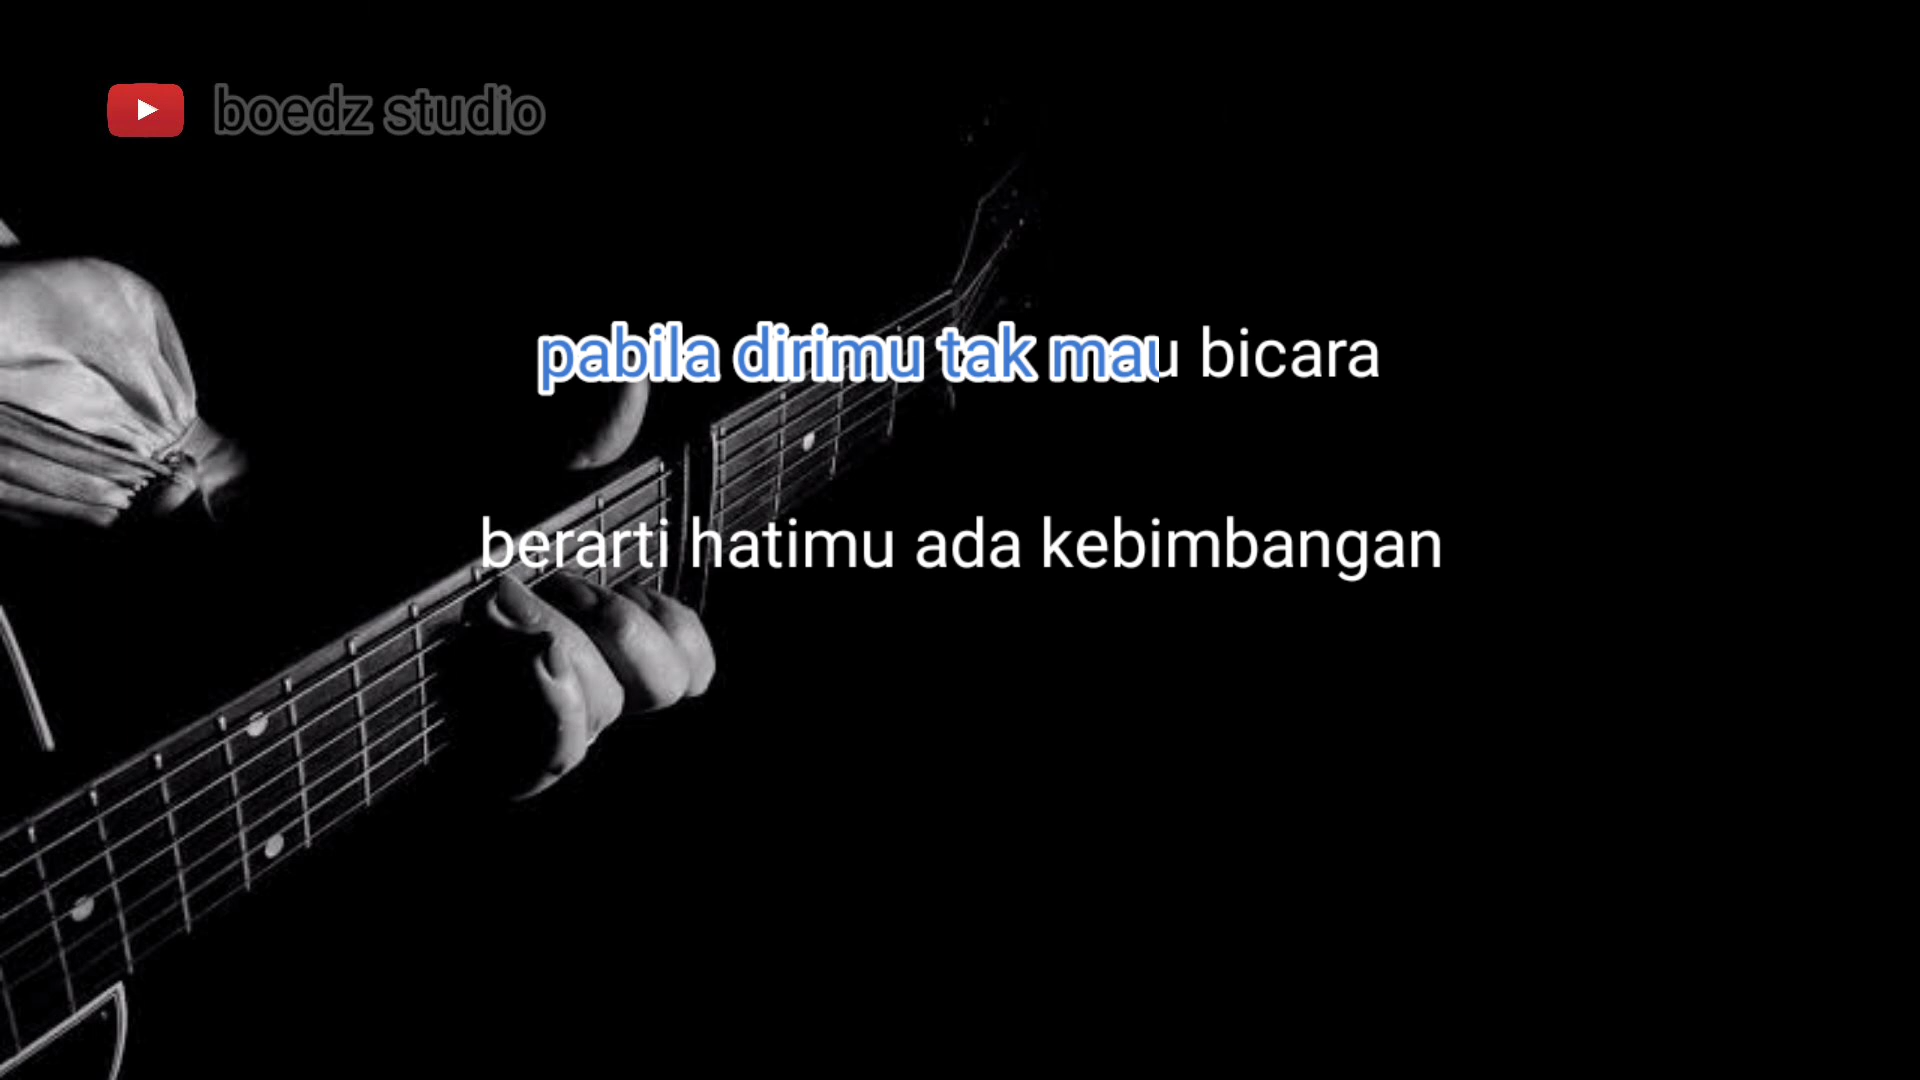 boedz studio
pabila dirimu tak mau bicara
berarti hatimu ada kebimbangan